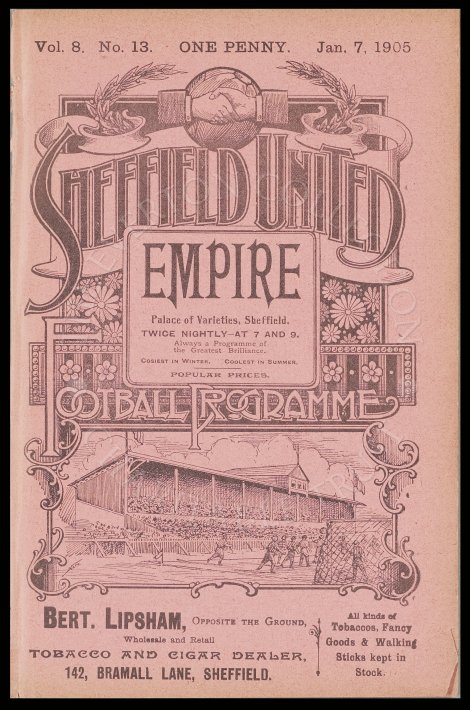 Vol. 8. No. 13. ONE PENNY. Jan. 7, 1905
SHEFFIELD UNITED
EMPIRE
Palace of Varieties, Sheffield.
TWICE NIGHTLY—AT 7 AND 9.
Always a Programme of
the Greatest Brilliance.
COSIEST IN WINTER. COOLEST IN SUMMER.
POPULAR PRICES.
FOOTBALL PROGRAMME
BERT. LIPSHAM, OPPOSITE THE GROUND,
Wholesale and Retail
TOBACCO AND CIGAR DEALER,
142, BRAMALL LANE, SHEFFIELD.
All kinds of
Tobaccos, Fancy
Goods & Walking
Sticks kept in
Stock.